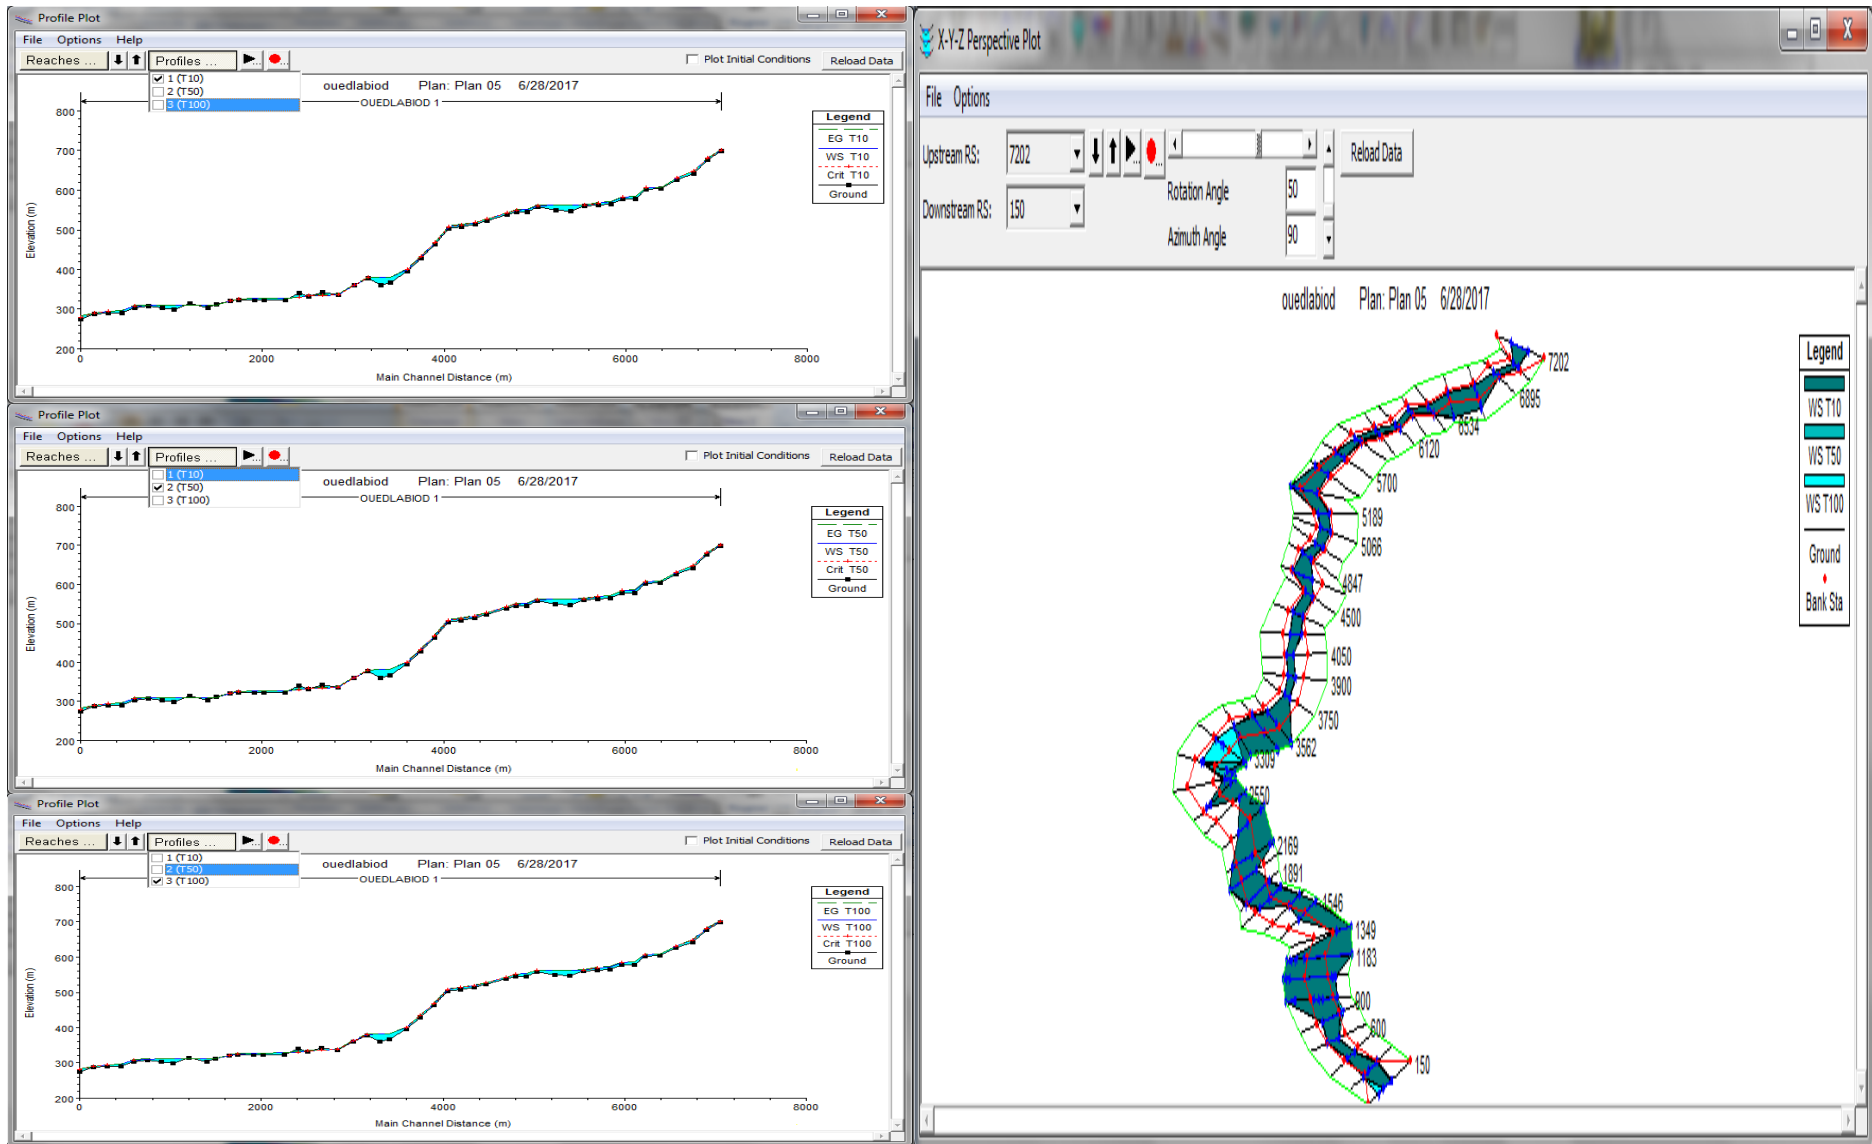 Profile Plot
File Options Help
Reaches ... Profiles ... Plot Initial Conditions Reload Data
1 (T10)
2 (T50)
3 (T100)
ouedlabiod Plan: Plan 05 6/28/2017
OUEDLABIOD 1
Legend
EG T10
WS T10
Crit T10
Ground
800
700
600
500
400
300
200
Elevation (m)
0 2000 4000 6000 8000
Main Channel Distance (m)
Profile Plot
File Options Help
Reaches ... Profiles ... Plot Initial Conditions Reload Data
1 (T10)
2 (T50)
3 (T100)
ouedlabiod Plan: Plan 05 6/28/2017
OUEDLABIOD 1
Legend
EG T50
WS T50
Crit T50
Ground
800
700
600
500
400
300
200
Elevation (m)
0 2000 4000 6000 8000
Main Channel Distance (m)
Profile Plot
File Options Help
Reaches ... Profiles ... Plot Initial Conditions Reload Data
1 (T10)
2 (T50)
3 (T100)
ouedlabiod Plan: Plan 05 6/28/2017
OUEDLABIOD 1
Legend
EG T100
WS T100
Crit T100
Ground
800
700
600
500
400
300
200
Elevation (m)
0 2000 4000 6000 8000
Main Channel Distance (m)
X-Y-Z Perspective Plot
File Options
Upstream RS: 7202 Reload Data
Rotation Angle 50
Downstream RS: 150
Azimuth Angle 90
ouedlabiod Plan: Plan 05 6/28/2017
Legend
WS T10
WS T50
WS T100
Ground
Bank Sta
7202
6895
6534
6120
5700
5189
5066
4847
4500
4050
3900
3750
3562
3309
2550
2169
1891
1546
1349
1183
900
600
150